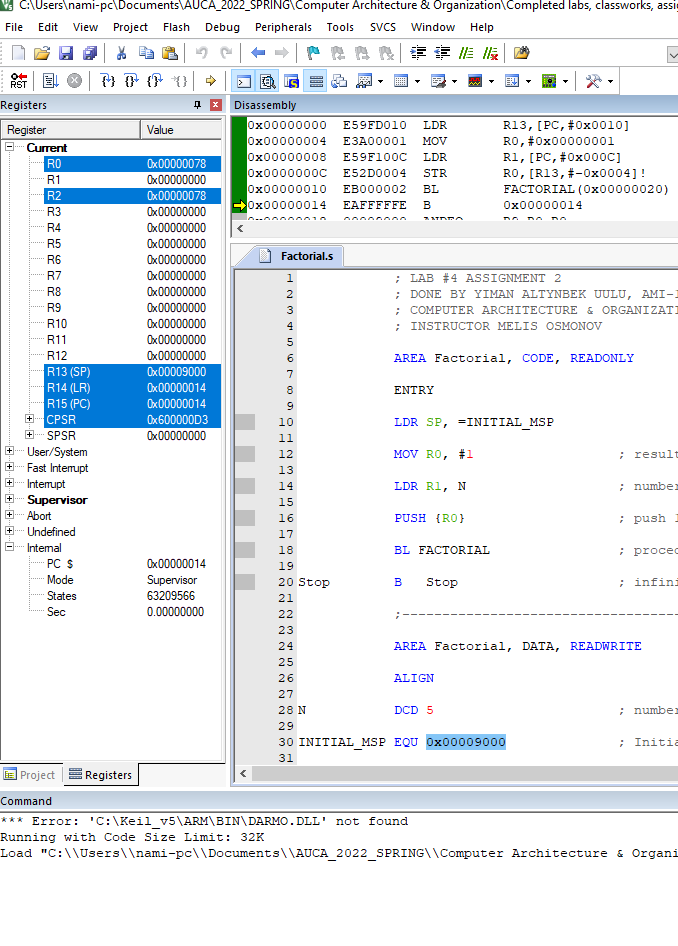 C:\Users\nami-pc\Documents\AUCA_2022_SPRING\Computer Architecture & Organization\Completed labs, classworks, assig
File Edit View Project Flash Debug Peripherals Tools SVCS Window Help
RST
Registers
Register Value
Current
R0 0x00000078
R1 0x00000000
R2 0x00000078
R3 0x00000000
R4 0x00000000
R5 0x00000000
R6 0x00000000
R7 0x00000000
R8 0x00000000
R9 0x00000000
R10 0x00000000
R11 0x00000000
R12 0x00000000
R13 (SP) 0x00009000
R14 (LR) 0x00000014
R15 (PC) 0x00000014
CPSR 0x600000D3
SPSR 0x00000000
User/System
Fast Interrupt
Interrupt
Supervisor
Abort
Undefined
Internal
PC $ 0x00000014
Mode Supervisor
States 63209566
Sec 0.00000000
Project Registers
Disassembly
0x00000000 E59FD010 LDR R13,[PC,#0x0010]
0x00000004 E3A00001 MOV R0,#0x00000001
0x00000008 E59F100C LDR R1,[PC,#0x000C]
0x0000000C E52D0004 STR R0,[R13,#-0x0004]!
0x00000010 EB000002 BL FACTORIAL(0x00000020)
0x00000014 EAFFFFFE B 0x00000014
0x00000018 00009000 ANDEQ R9,R0,R0
Factorial.s
1 ; LAB #4 ASSIGNMENT 2
2 ; DONE BY YIMAN ALTYNBEK UULU, AMI-1
3 ; COMPUTER ARCHITECTURE & ORGANIZATI
4 ; INSTRUCTOR MELIS OSMONOV
5
6 AREA Factorial, CODE, READONLY
7
8 ENTRY
9
10 LDR SP, =INITIAL_MSP
11
12 MOV R0, #1 ; result
13
14 LDR R1, N ; number
15
16 PUSH {R0} ; push
17
18 BL FACTORIAL ; proced
19
20 Stop B Stop ; infini
21
22 ;-----------------------------------
23
24 AREA Factorial, DATA, READWRITE
25
26 ALIGN
27
28 N DCD 5 ; number
29
30 INITIAL_MSP EQU 0x00009000 ; Initia
31
Command
*** Error: 'C:\Keil_v5\ARM\BIN\DARMO.DLL' not found
Running with Code Size Limit: 32K
Load "C:\\Users\\nami-pc\\Documents\\AUCA_2022_SPRING\\Computer Architecture & Organi